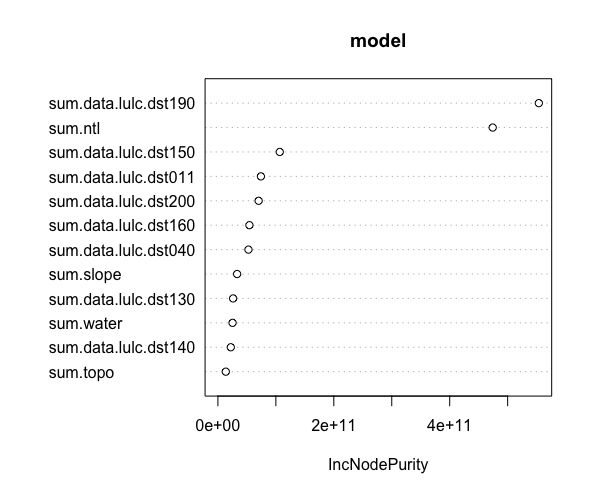 model
sum.data.lulc.dst190
sum.ntl
sum.data.lulc.dst150
sum.data.lulc.dst011
sum.data.lulc.dst200
sum.data.lulc.dst160
sum.data.lulc.dst040
sum.slope
sum.data.lulc.dst130
sum.water
sum.data.lulc.dst140
sum.topo
0e+00 2e+11 4e+11
IncNodePurity